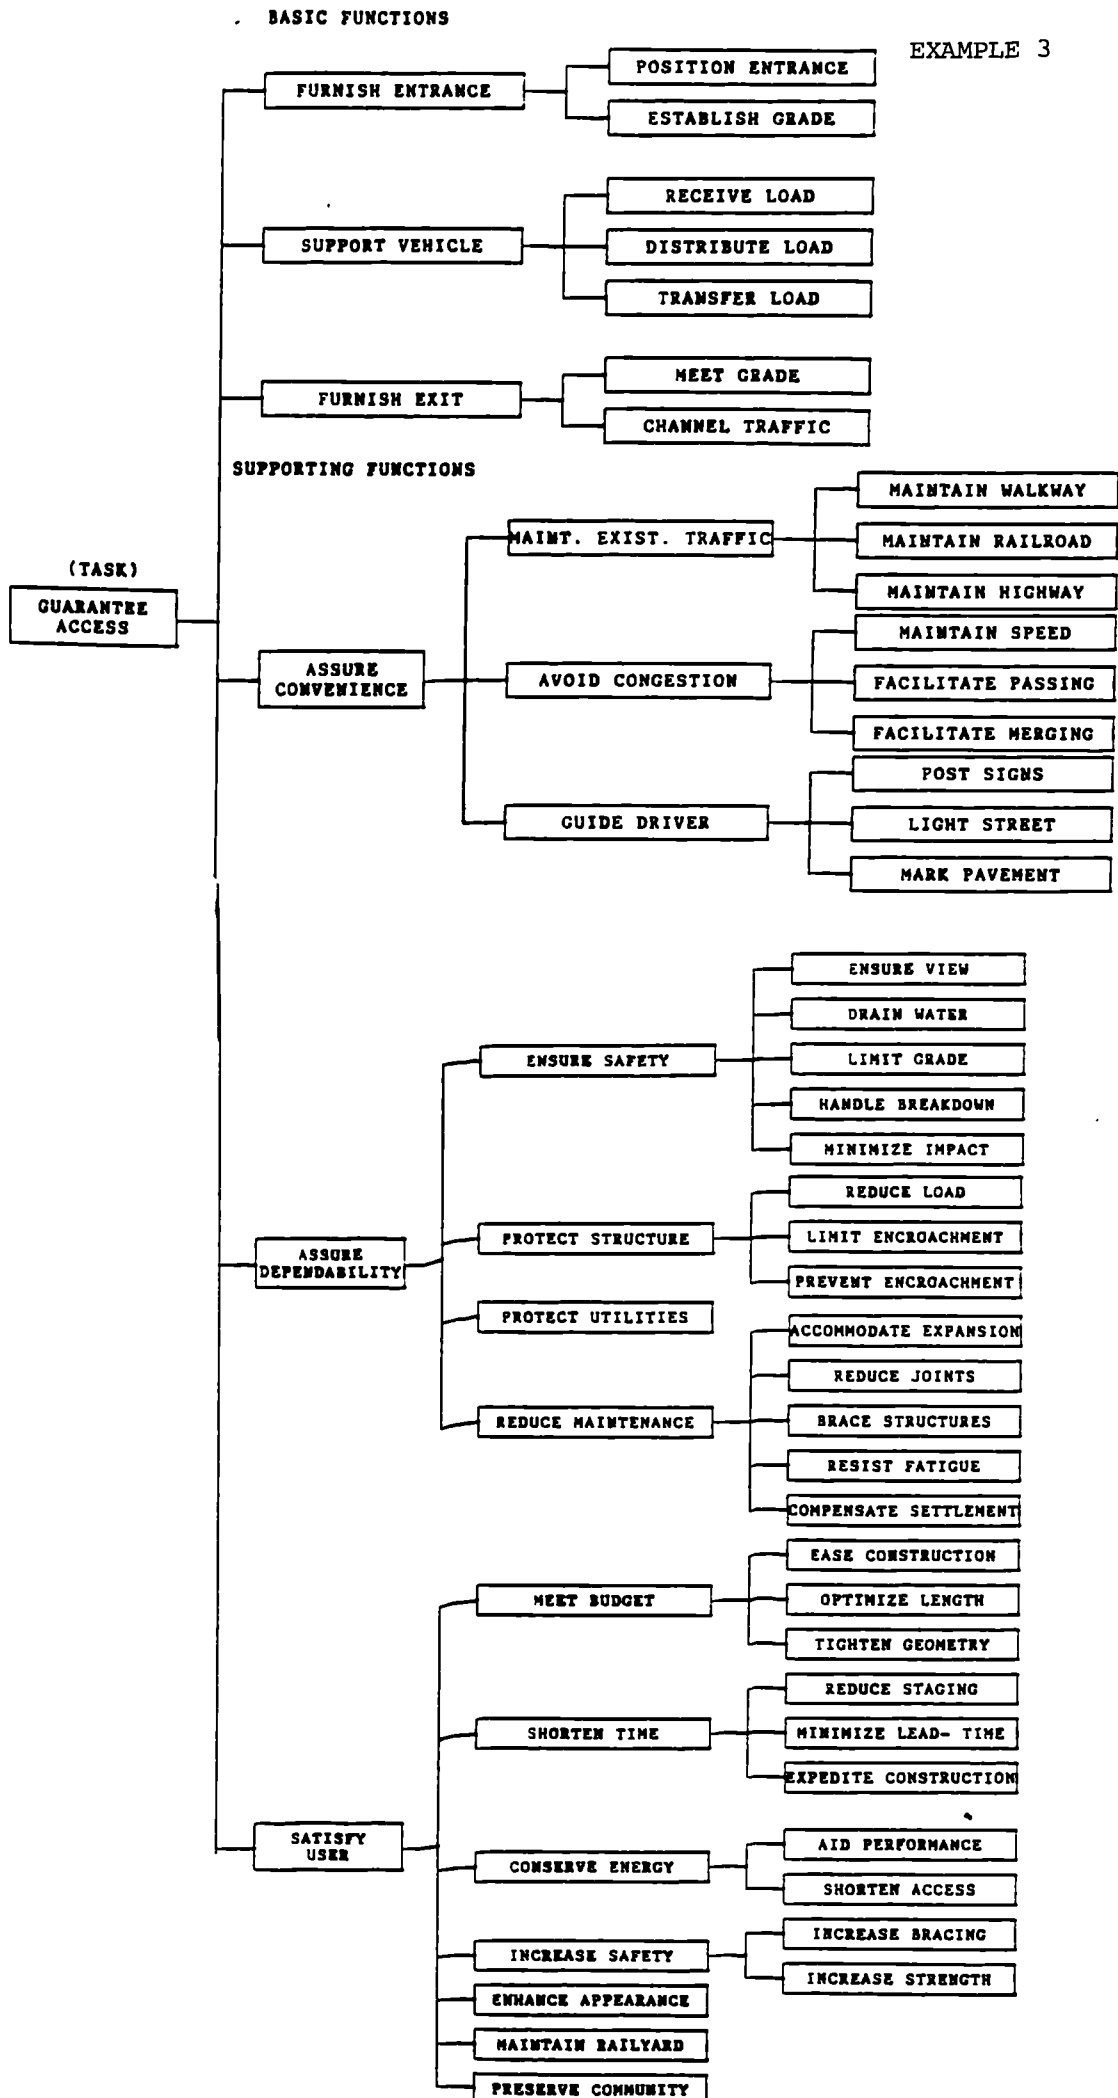 BASIC FUNCTIONS
EXAMPLE 3
FURNISH ENTRANCE
POSITION ENTRANCE
ESTABLISH GRADE
SUPPORT VEHICLE
RECEIVE LOAD
DISTRIBUTE LOAD
TRANSFER LOAD
FURNISH EXIT
MEET GRADE
CHANNEL TRAFFIC
SUPPORTING FUNCTIONS
(TASK)
GUARANTEE
ACCESS
ASSURE
CONVENIENCE
MAINT. EXIST. TRAFFIC
MAINTAIN WALKWAY
MAINTAIN RAILROAD
MAINTAIN HIGHWAY
AVOID CONGESTION
MAINTAIN SPEED
FACILITATE PASSING
FACILITATE MERGING
GUIDE DRIVER
POST SIGNS
LIGHT STREET
MARK PAVEMENT
ASSURE
DEPENDABILITY
ENSURE SAFETY
ENSURE VIEW
DRAIN WATER
LIMIT GRADE
HANDLE BREAKDOWN
MINIMIZE IMPACT
PROTECT STRUCTURE
REDUCE LOAD
LIMIT ENCROACHMENT
PREVENT ENCROACHMENT
PROTECT UTILITIES
REDUCE MAINTENANCE
ACCOMMODATE EXPANSION
REDUCE JOINTS
BRACE STRUCTURES
RESIST FATIGUE
COMPENSATE SETTLEMENT
SATISFY
USER
MEET BUDGET
EASE CONSTRUCTION
OPTIMIZE LENGTH
TIGHTEN GEOMETRY
SHORTEN TIME
REDUCE STAGING
MINIMIZE LEAD- TIME
EXPEDITE CONSTRUCTION
CONSERVE ENERGY
AID PERFORMANCE
SHORTEN ACCESS
INCREASE SAFETY
INCREASE BRACING
INCREASE STRENGTH
ENHANCE APPEARANCE
MAINTAIN RAILYARD
PRESERVE COMMUNITY